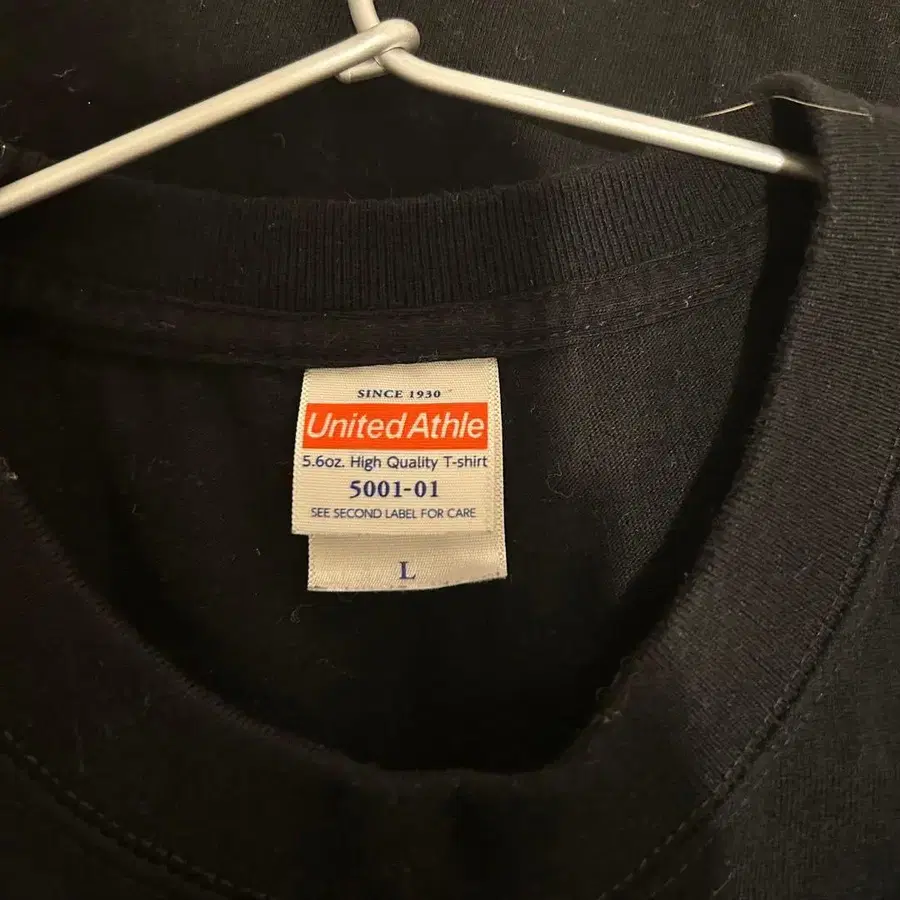 SINCE 1930
United Athle
5.6oz. High Quality T-shirt
5001-01
SEE SECOND LABEL FOR CARE
L